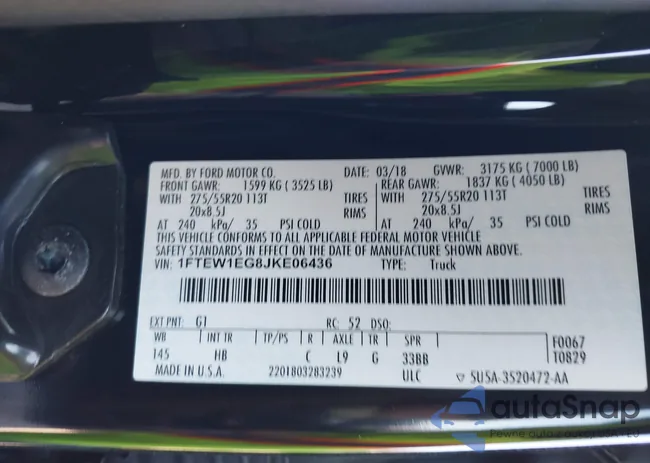 MFD. BY FORD MOTOR CO. DATE: 03/18 GVWR: 3175 KG ( 7000 LB)
FRONT GAWR: 1599 KG ( 3525 LB) REAR GAWR: 1837 KG ( 4050 LB)
WITH 275/55R20 113T TIRES WITH 275/55R20 113T TIRES
20x8.5J RIMS 20x8.5J RIMS
AT 240 kPa/ 35 PSI COLD AT 240 kPa/ 35 PSI COLD
THIS VEHICLE CONFORMS TO ALL APPLICABLE FEDERAL MOTOR VEHICLE
SAFETY STANDARDS IN EFFECT ON THE DATE OF MANUFACTURE SHOWN ABOVE.
VIN: 1FTEW1EG8JKE06436 TYPE: Truck
EXT PNT: G1 RC: 52 DSO:
WB INT TR TP/PS R AXLE TR SPR F0067
145 HB C L9 G 33BB T0829
MADE IN U.S.A. 2201803283239 ULC SU5A-3520472-AA
autoSnap